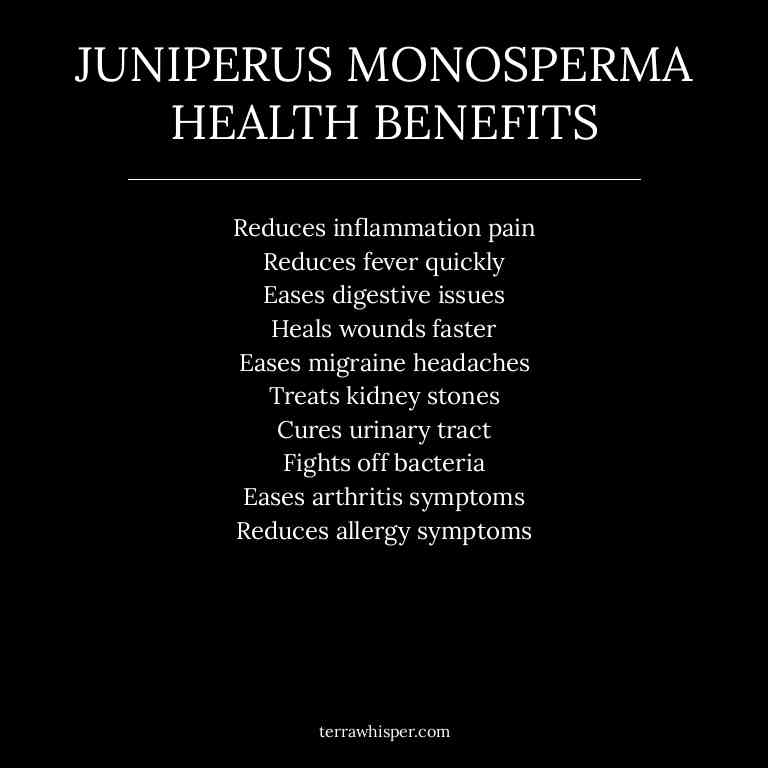 JUNIPERUS MONOSPERMA
HEALTH BENEFITS
Reduces inflammation pain
Reduces fever quickly
Eases digestive issues
Heals wounds faster
Eases migraine headaches
Treats kidney stones
Cures urinary tract
Fights off bacteria
Eases arthritis symptoms
Reduces allergy symptoms
terrawhisper.com